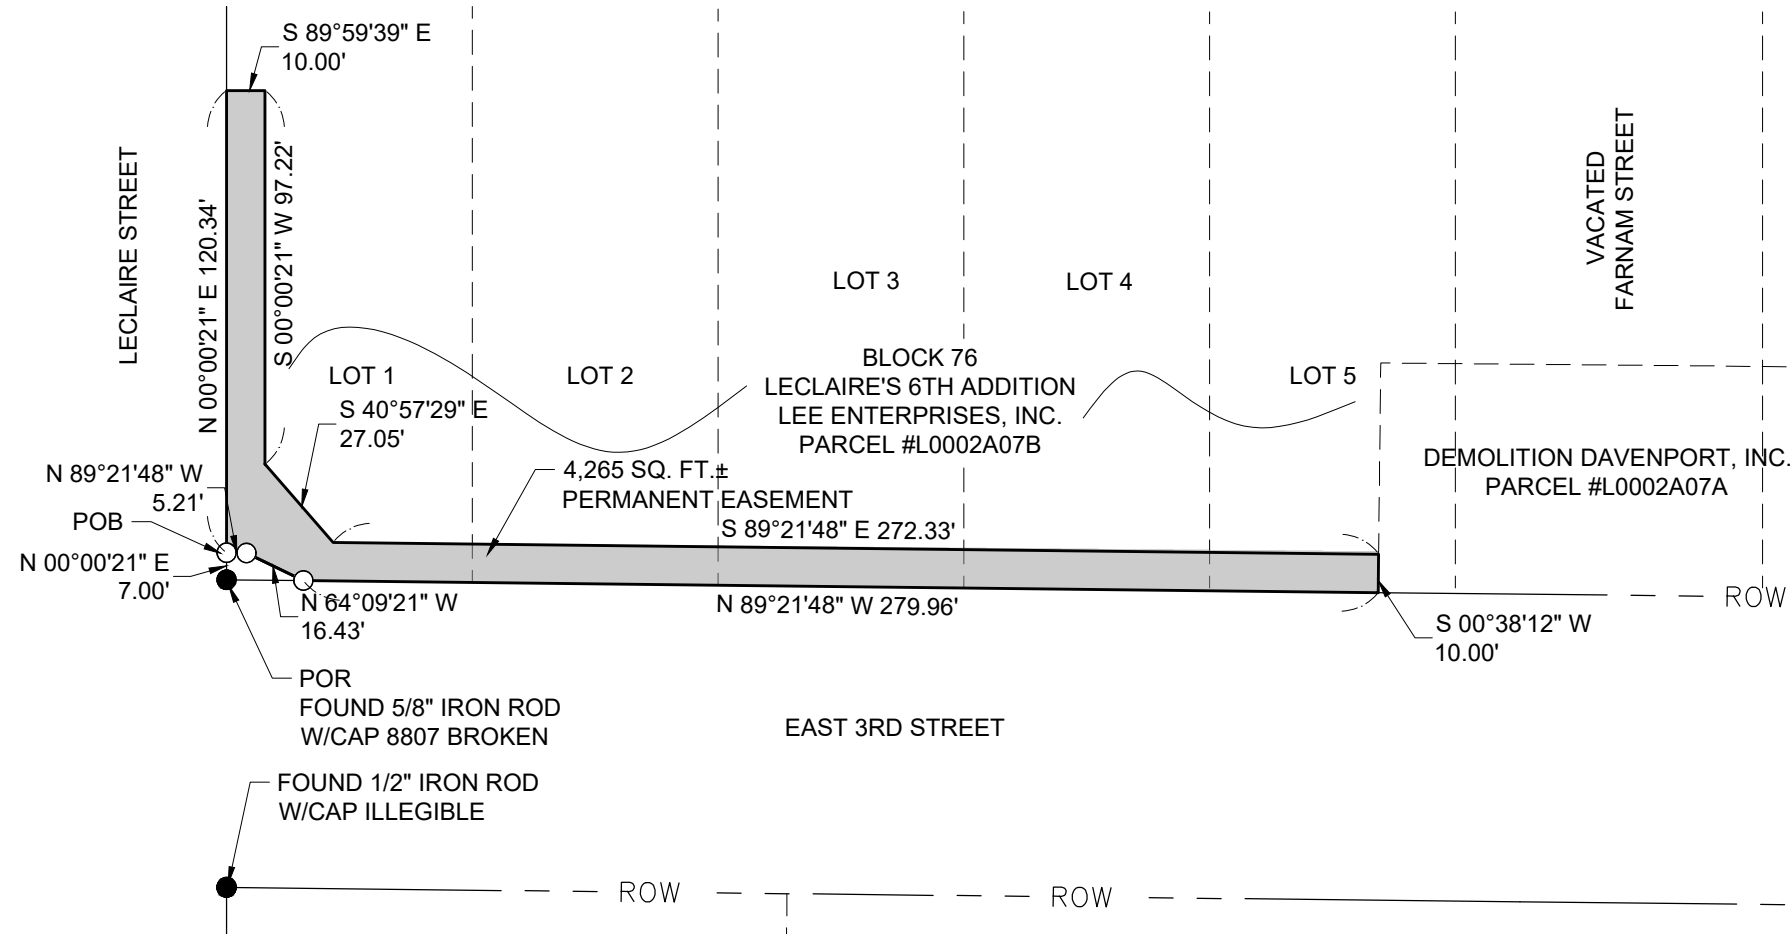 S 89°59'39" E
10.00'
LECLAIRE STREET
N 00°00'21" E 120.34'
S 00°00'21" W 97.22'
VACATED
FARNAM STREET
LOT 3
LOT 4
BLOCK 76
LECLAIRE'S 6TH ADDITION
LEE ENTERPRISES, INC.
PARCEL #L0002A07B
LOT 1
LOT 2
LOT 5
S 40°57'29" E
27.05'
DEMOLITION DAVENPORT, INC.
PARCEL #L0002A07A
N 89°21'48" W
5.21'
4,265 SQ. FT.±
PERMANENT EASEMENT
POB
S 89°21'48" E 272.33'
N 00°00'21" E
7.00'
N 64°09'21" W
16.43'
N 89°21'48" W 279.96'
ROW
S 00°38'12" W
10.00'
POR
FOUND 5/8" IRON ROD
W/CAP 8807 BROKEN
EAST 3RD STREET
FOUND 1/2" IRON ROD
W/CAP ILLEGIBLE
ROW
ROW